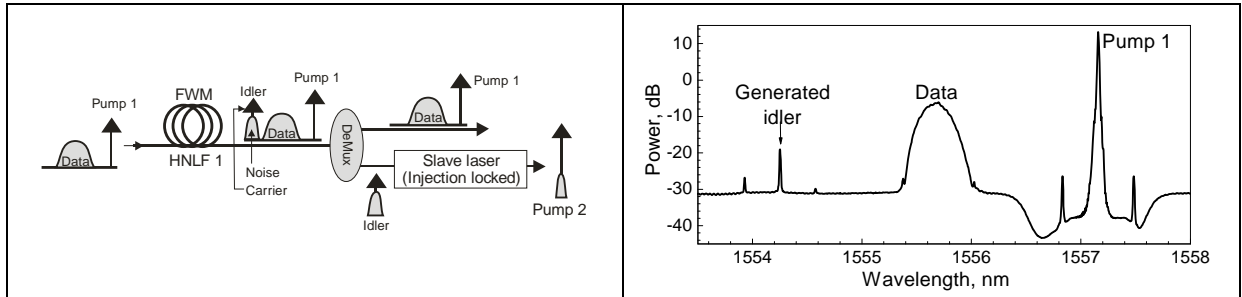 Pump 1
Data
FWM
HNLF 1
Idler
Data
Pump 1
Noise
Carrier
DeMux
Data
Pump 1
Slave laser
(Injection locked)
Idler
Pump 2
Power, dB
10
0
-10
-20
-30
-40
Generated
idler
Data
Pump 1
1554
1555
1556
1557
1558
Wavelength, nm